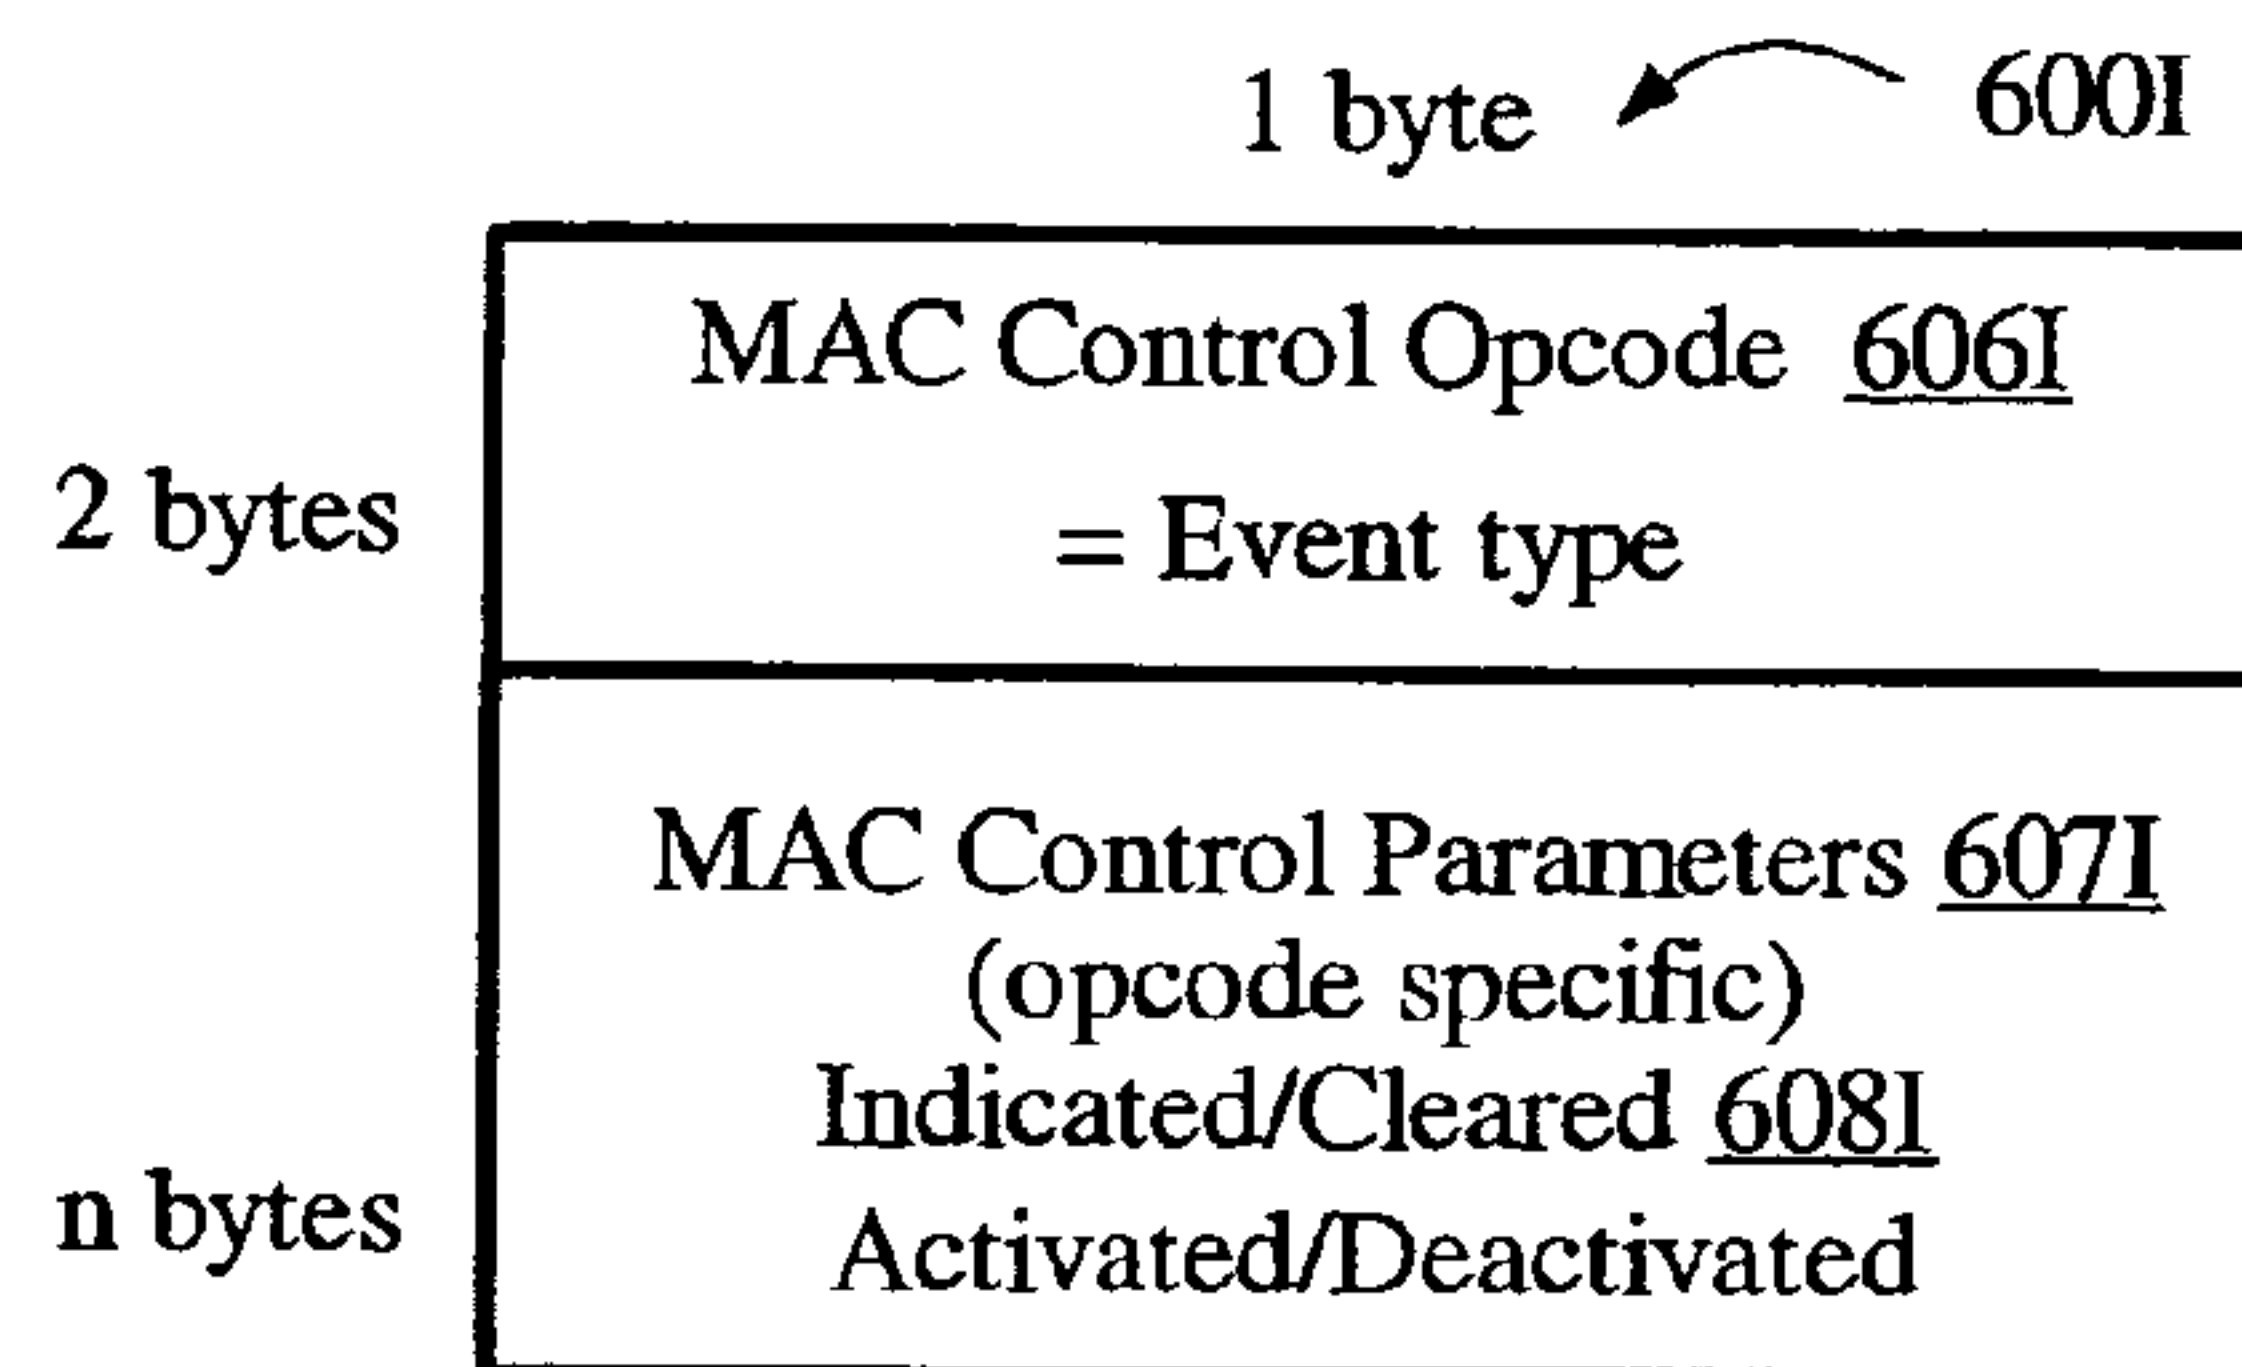 1 byte 600I
MAC Control Opcode 606I
2 bytes
= Event type
MAC Control Parameters 607I
(opcode specific)
Indicated/Cleared 608I
n bytes
Activated/Deactivated